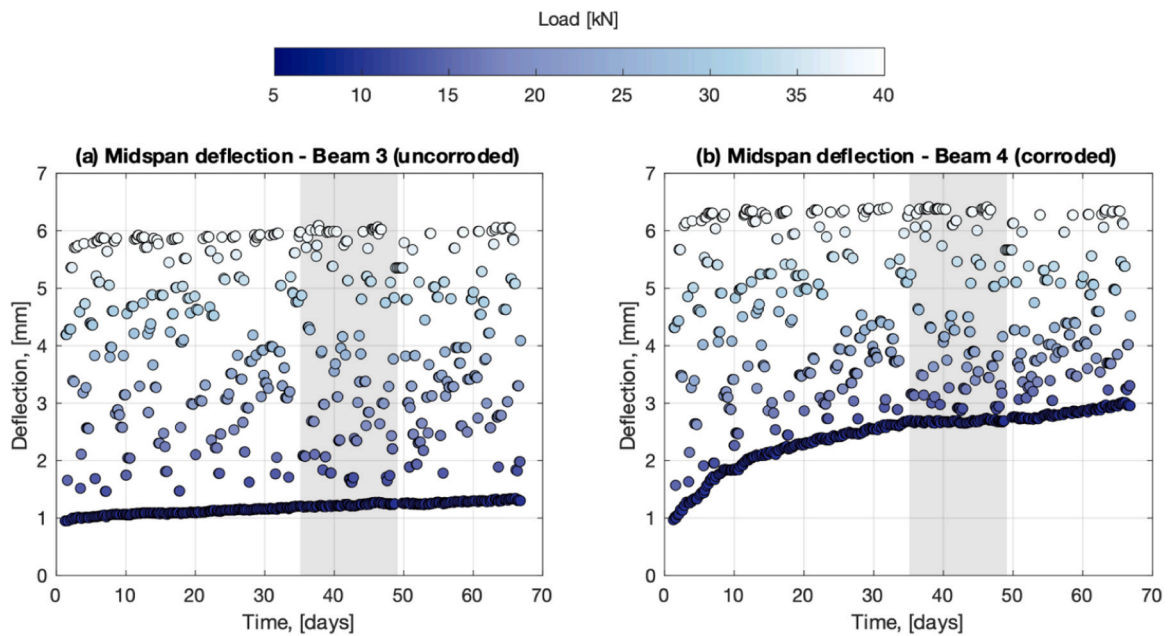 Load [kN]
5 10 15 20 25 30 35 40
(a) Midspan deflection - Beam 3 (uncorroded)
7
6
5
4
3
2
1
0
Deflection, [mm]
0 10 20 30 40 50 60 70
Time, [days]
(b) Midspan deflection - Beam 4 (corroded)
7
6
5
4
3
2
1
0
Deflection, [mm]
0 10 20 30 40 50 60 70
Time, [days]